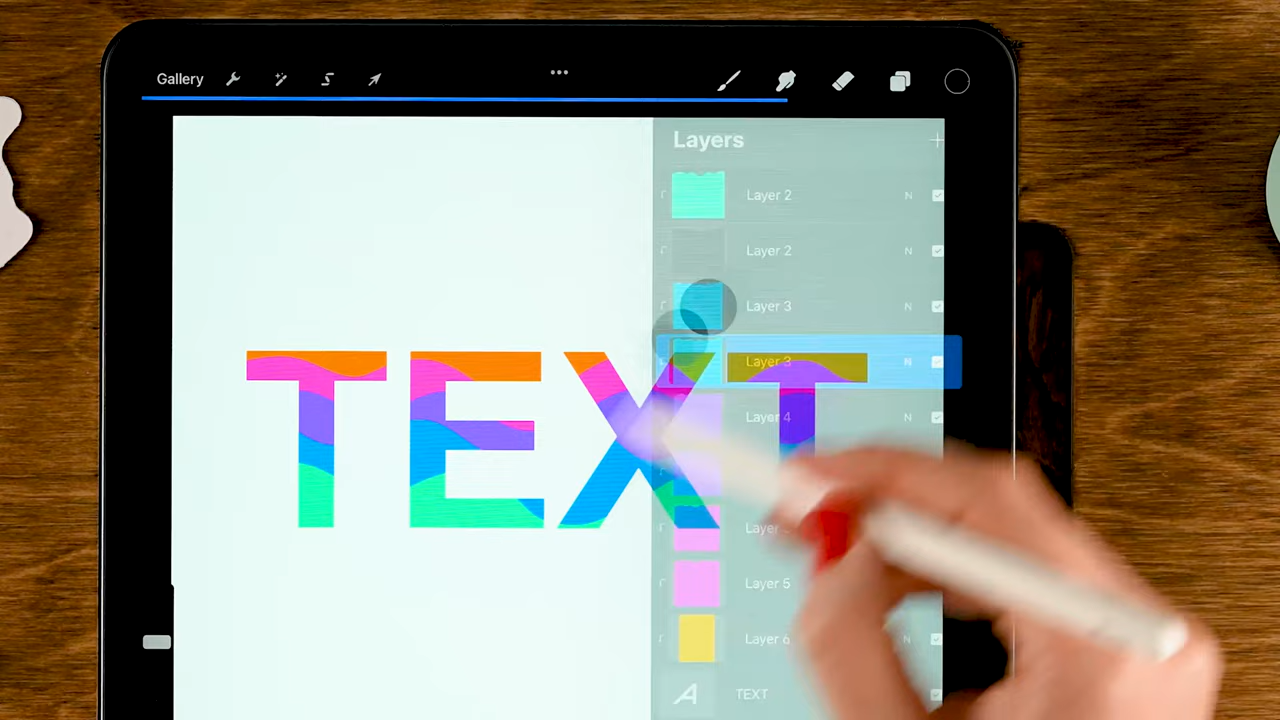 Gallery
Layers
Layer 2 N
Layer 2 N
Layer 3 N
Layer 3 N
Layer 4 N
TEXT
Layer 5
Layer 6 N
A TEXT